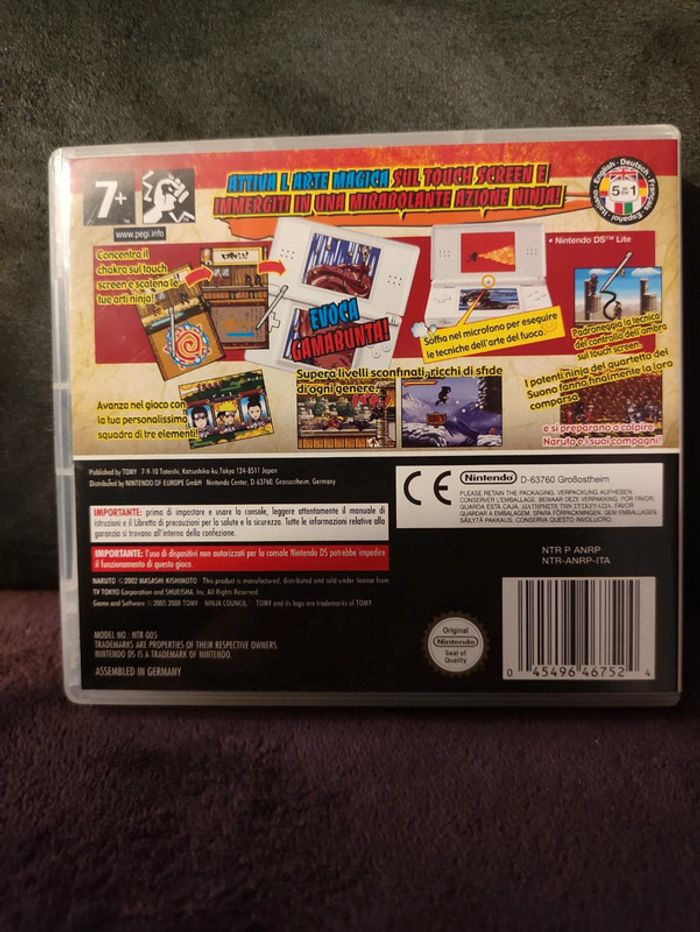 7+
www.pegi.info
ATTIVA L'ARTE MAGICA SUL TOUCH SCREEN E
IMMERGITI IN UNA MIRABOLANTE AZIONE NINJA!
English · Deutsch · Français · Español · Italiano
5 1
Concentra il
chakra sul touch
screen e scatena le
tue arti ninja!
EVOCA
GAMABUNTA!
• Nintendo DS™ Lite
Soffia nel microfono per eseguire
le tecniche dell'arte del fuoco.
Padroneggia la tecnica
del controllo dell'ombra
sul touch screen.
Avanza nel gioco con
la tua personalissima
squadra di tre elementi!
Supera livelli sconfinati, ricchi di sfide
di ogni genere.
I potenti ninja del quartetto del
Suono fanno finalmente la loro
comparsa
e si preparano a colpire
Naruto e i suoi compagni!
Published by TOMY 7-9-10 Tateishi, Katsushika-ku, Tokyo 124-8511 Japan
Distributed by NINTENDO OF EUROPE GmbH Nintendo Center, D-63760 Grossostheim, Germany
IMPORTANTE: prima di impostare e usare la console, leggere attentamente il manuale di
istruzioni e il Libretto di precauzioni per la salute e la sicurezza. Tutte le informazioni relative alla
garanzia si trovano all'interno della confezione.
IMPORTANTE: l'uso di dispositivi non autorizzati per la console Nintendo DS potrebbe impedire
il funzionamento di questo gioco.
NARUTO ©2002 MASASHI KISHIMOTO This product is manufactured, distributed and sold under license from
TV TOKYO Corporation and SHUEISHA, Inc. All Rights Reserved.
Game and Software ©2005 2008 TOMY NINJA COUNCIL TOMY and its logo are trademarks of TOMY.
MODEL NO.: NTR-005
TRADEMARKS ARE PROPERTIES OF THEIR RESPECTIVE OWNERS.
NINTENDO DS IS A TRADEMARK OF NINTENDO.
ASSEMBLED IN GERMANY
CE
Nintendo D-63760 Großostheim
PLEASE RETAIN THE PACKAGING. VERPACKUNG AUFHEBEN.
CONSERVER L'EMBALLAGE. BEWAAR DEZE VERPAKKING. POR FAVOR,
GUARDA ESTA CAJA. ΔΙΑΤΗΡΗΣΤΕ ΤΗΝ ΣΥΣΚΕΥΑΣΙΑ. FAVOR
GUARDAR A EMBALAGEM. SPARA FÖRPACKNINGEN. GEM EMBALLAGEN.
SÄILYTÄ PAKKAUS. CONSERVA QUESTO INVOLUCRO.
NTR P ANRP
NTR-ANRP-ITA
Original
Nintendo
Seal of
Quality
0 45496 46752 4